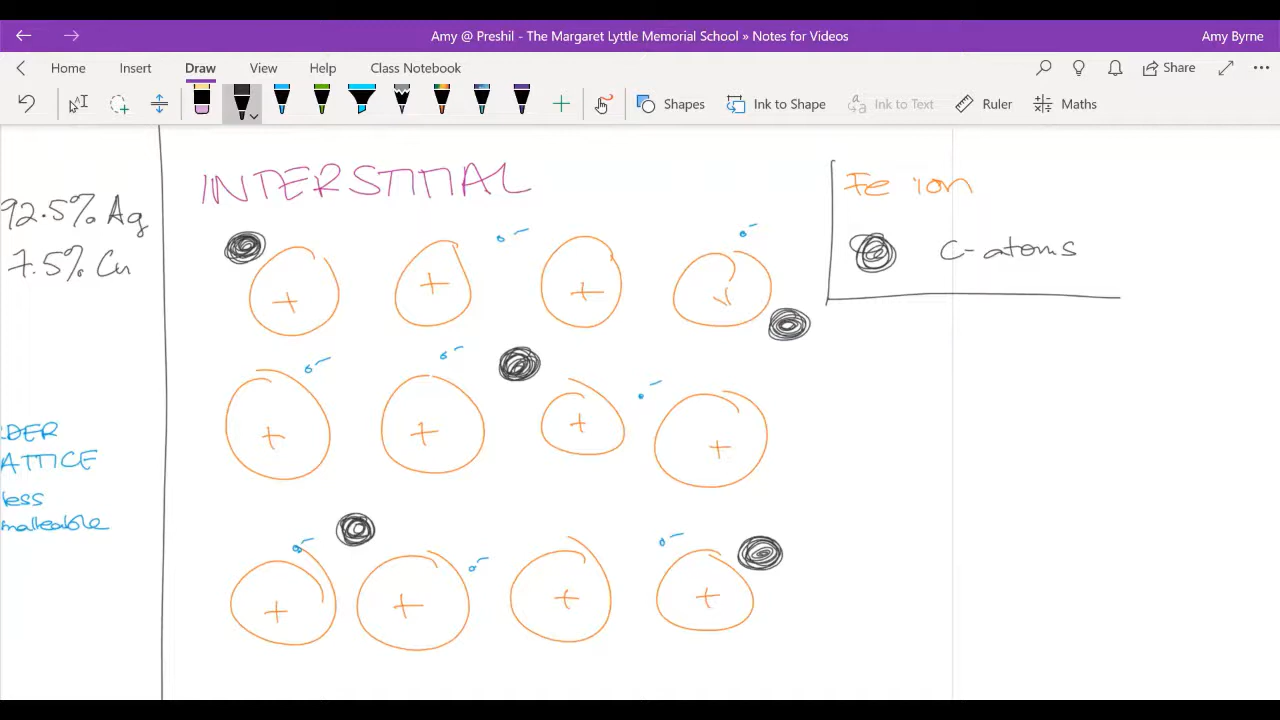 Amy @ Preshil - The Margaret Lyttle Memorial School » Notes for Videos
Amy Byrne
Home Insert Draw View Help Class Notebook
Share
Shapes Ink to Shape Ink to Text Ruler Maths
INTERSTITIAL
Fe ion
C-atoms
92.5% Ag
7.5% Cu
+ + +
+ + + +
+ + + +
DER
ATTICE
less
malleable